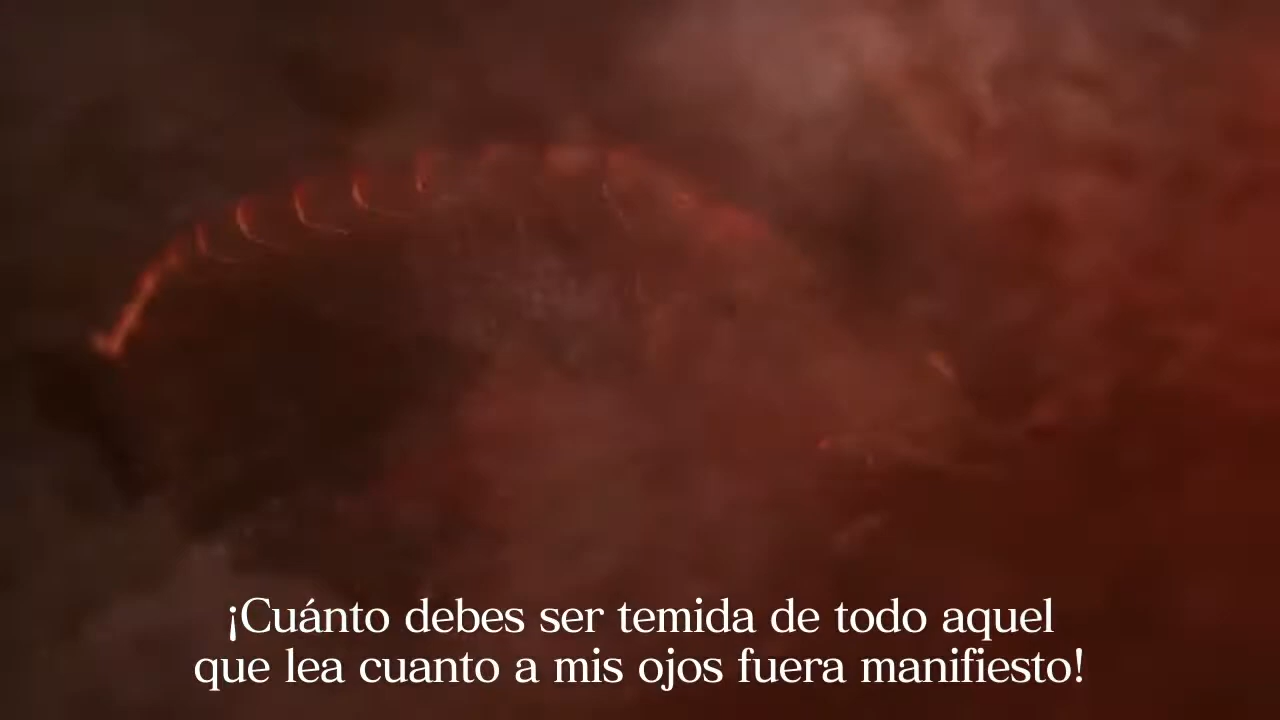 ¡Cuánto debes ser temida de todo aquel
que lea cuanto a mis ojos fuera manifiesto!